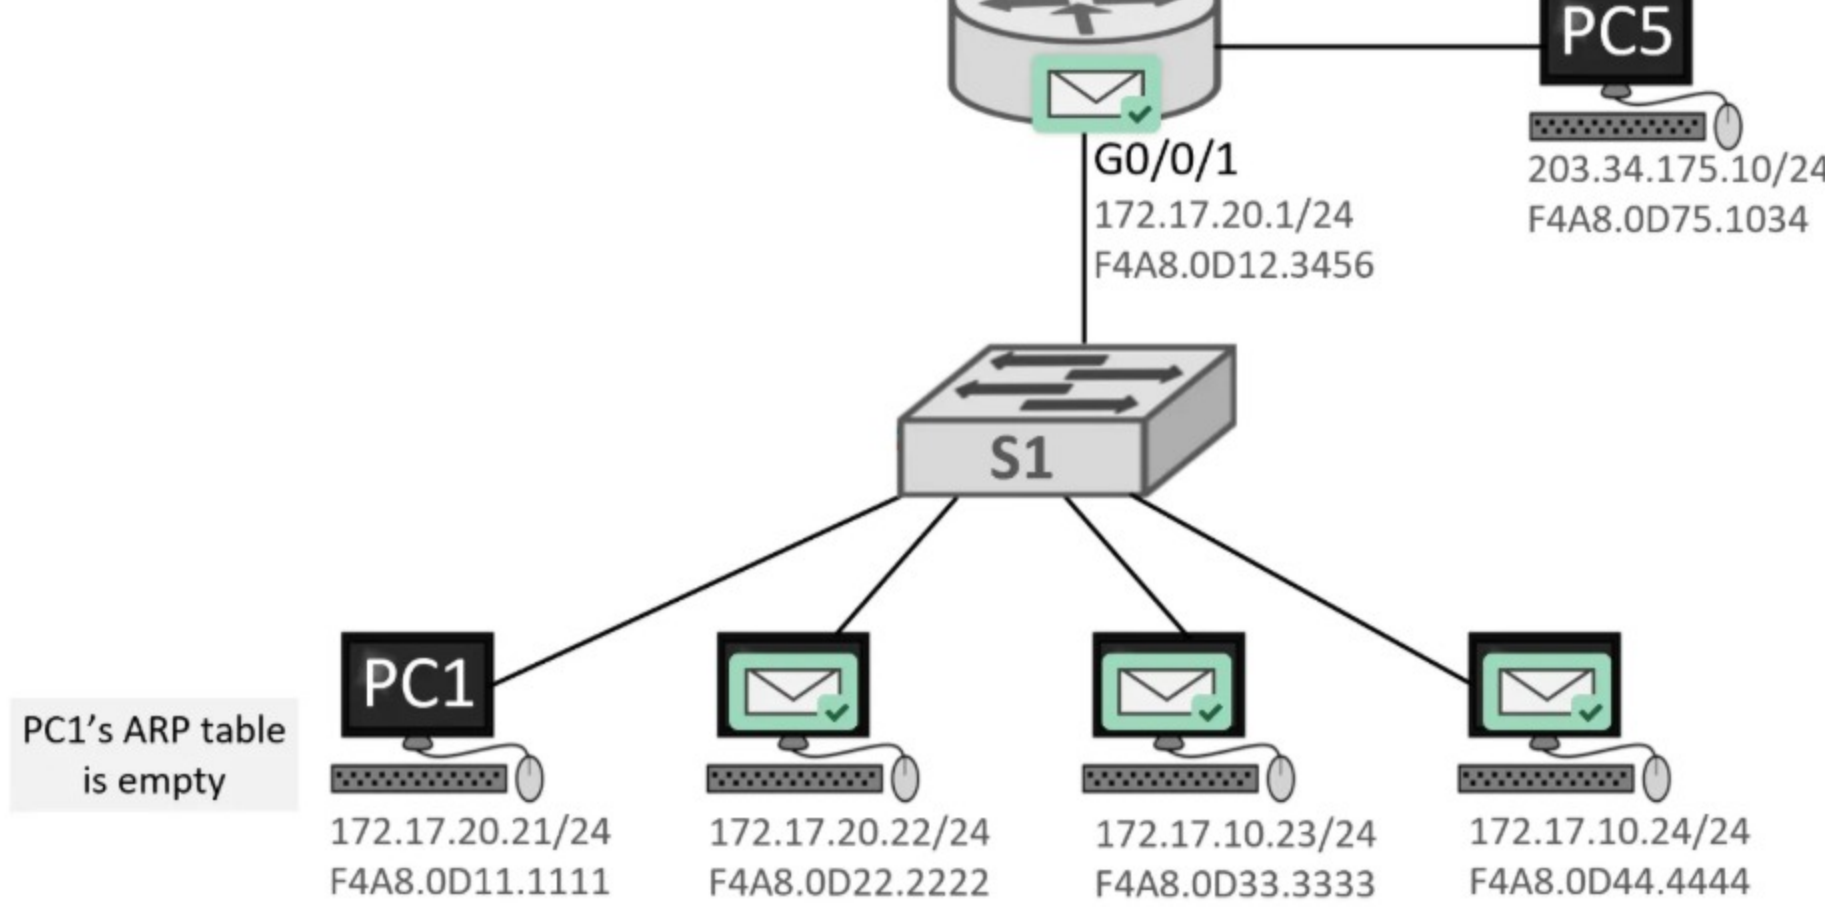 PC5
203.34.175.10/24
F4A8.0D75.1034
G0/0/1
172.17.20.1/24
F4A8.0D12.3456
S1
PC1
PC1’s ARP table
is empty
172.17.20.21/24
F4A8.0D11.1111
172.17.20.22/24
F4A8.0D22.2222
172.17.10.23/24
F4A8.0D33.3333
172.17.10.24/24
F4A8.0D44.4444